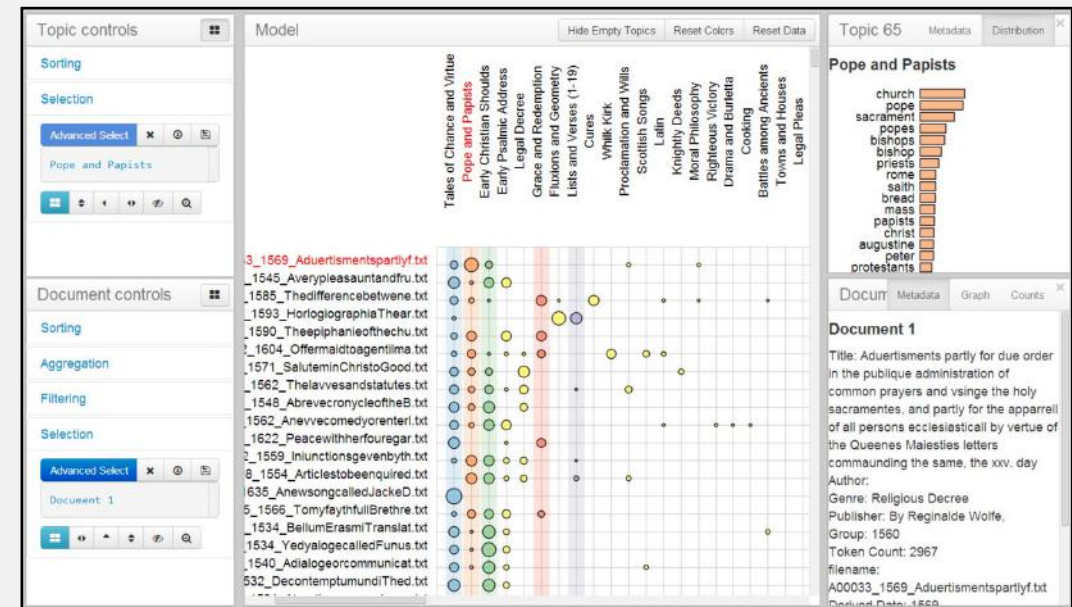 Topic controls
Sorting
Selection
Advanced Select
Pope and Papists
Document controls
Sorting
Aggregation
Filtering
Selection
Advanced Select
Document 1
Model
Hide Empty Topics
Reset Colors
Reset Data
Tales of Chance and Virtue
Pope and Papists
Early Christian Shoulds
Early Psalmic Address
Legal Decree
Grace and Redemption
Fluxions and Geometry
Lists and Verses (1-19)
Cures
Whilk Kirk
Proclamation and Wills
Scottish Songs
Latin
Knightly Deeds
Moral Philosophy
Righteous Victory
Drama and Burletta
Cooking
Battles among Ancients
Towns and Houses
Legal Pleas
3_1569_Aduertismentspartlyf.txt
_1545_Averypleasauntandfru.txt
_1585_Thedifferencebetwene.txt
_1593_HorlogiographiaThear.txt
_1590_Theepiphanieofthechu.txt
2_1604_Offermaidtoagentilma.txt
_1571_SaluteminChristoGood.txt
_1562_Thelavvesandstatutes.txt
_1548_AbrevecronycleoftheB.txt
_1562_Anevvecomedyorenterl.txt
_1622_Peacewithherfouregar.txt
2_1559_Iniunctionsgevenbyth.txt
8_1554_Articlestobeenquired.txt
1635_AnewsongcalledJackeD.txt
5_1566_TomyfaythfullBrethre.txt
_1534_BellumErasmiTranslat.txt
_1534_YedyalogecalledFunus.txt
_1540_Adialogeorcommunicat.txt
532_DecontemptumundiThed.txt
Topic 65
Metadata
Distribution
Pope and Papists
church
pope
sacrament
popes
bishops
bishop
priests
rome
saith
bread
mass
papists
christ
augustine
peter
protestants
Docum
Metadata
Graph
Counts
Document 1
Title: Aduertisments partly for due order
in the publique administration of
common prayers and vsinge the holy
sacramentes, and partly for the apparrell
of all persons ecclesiasticall by vertue of
the Queenes Maiesties letters
commaunding the same, the xxv. day
Author:
Genre: Religious Decree
Publisher: By Reginalde Wolfe,
Group: 1560
Token Count: 2967
filename:
A00033_1569_Aduertismentspartlyf.txt
Derived Date: 1569